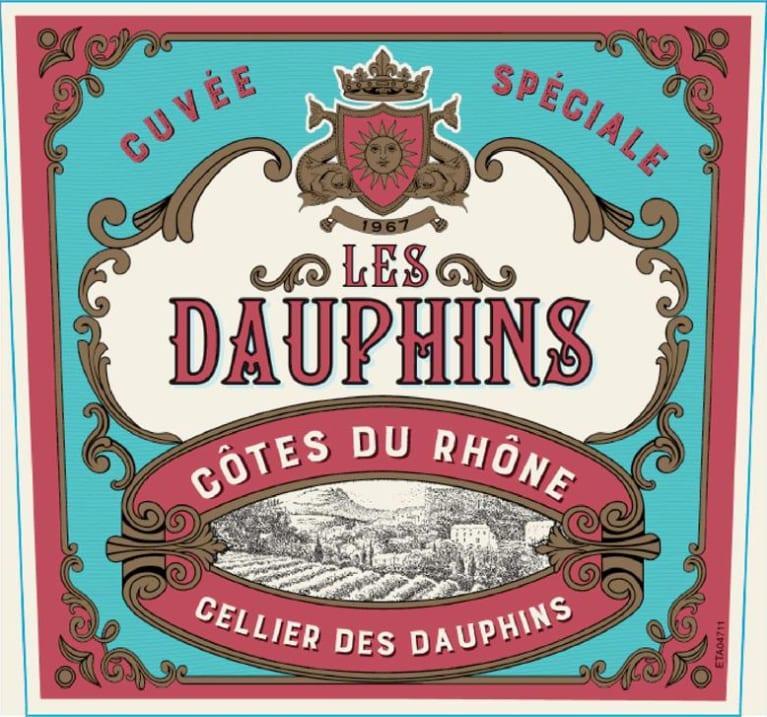 CUVÉE SPÉCIALE
1967
LES
DAUPHINS
CÔTES DU RHÔNE
CELLIER DES DAUPHINS
ETA04711